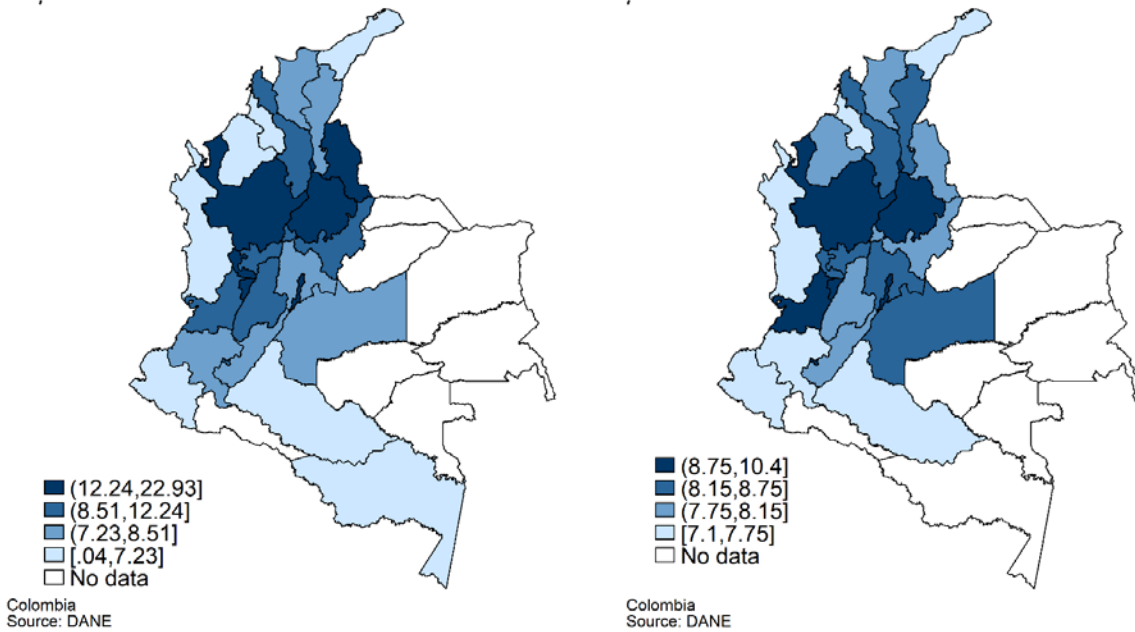 (12.24,22.93]
(8.51,12.24]
(7.23,8.51]
[.04,7.23]
No data
Colombia
Source: DANE
(8.75,10.4]
(8.15,8.75]
(7.75,8.15]
[7.1,7.75]
No data
Colombia
Source: DANE